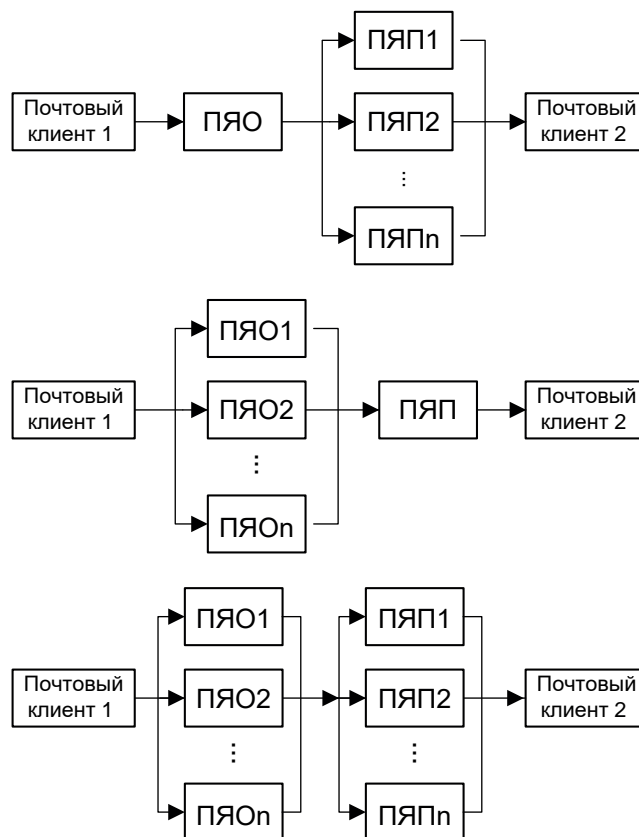 ПЯП1
Почтовый
клиент 1
ПЯО
ПЯП2
Почтовый
клиент 2
...
ПЯПn
ПЯО1
Почтовый
клиент 1
ПЯО2
ПЯП
Почтовый
клиент 2
...
ПЯОn
ПЯО1
ПЯП1
Почтовый
клиент 1
ПЯО2
ПЯП2
Почтовый
клиент 2
...
...
ПЯОn
ПЯПn